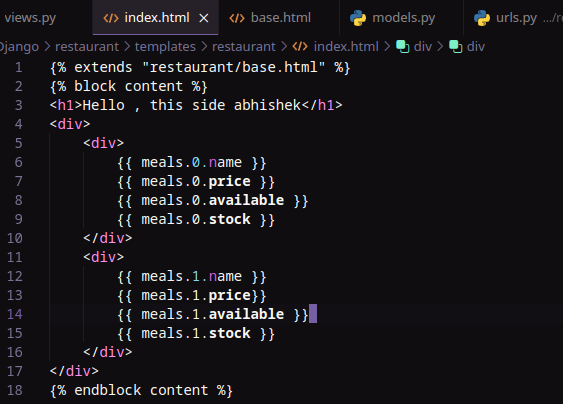 views.py index.html × base.html models.py urls.py .../r
Django > restaurant > templates > restaurant > index.html > div > div
1 {% extends "restaurant/base.html" %}
2 {% block content %}
3 <h1>Hello , this side abhishek</h1>
4 <div>
5 <div>
6 {{ meals.0.name }}
7 {{ meals.0.price }}
8 {{ meals.0.available }}
9 {{ meals.0.stock }}
10 </div>
11 <div>
12 {{ meals.1.name }}
13 {{ meals.1.price}}
14 {{ meals.1.available }}
15 {{ meals.1.stock }}
16 </div>
17 </div>
18 {% endblock content %}